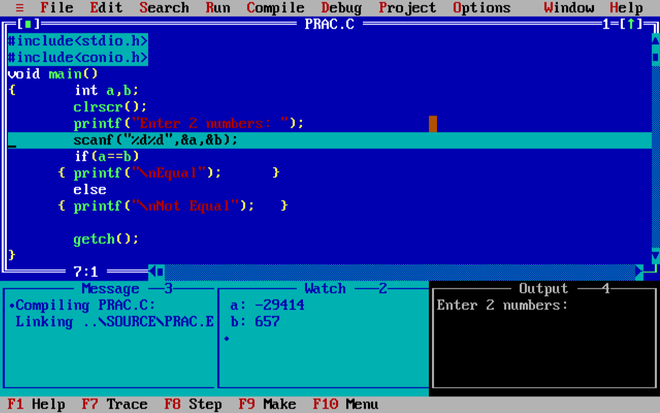 ≡ File Edit Search Run Compile Debug Project Options Window Help
[■] PRAC.C 1=[↑]
#include<stdio.h>
#include<conio.h>
void main()
{ int a,b;
clrscr();
printf("Enter 2 numbers: ");
scanf("%d%d",&a,&b);
if(a==b)
{ printf("\nEqual"); }
else
{ printf("\nNot Equal"); }
getch();
}
7:1
Message 3
•Compiling PRAC.C:
Linking ..\SOURCE\PRAC.E
Watch 2
a: -29414
b: 657
Output 4
Enter 2 numbers:
F1 Help F7 Trace F8 Step F9 Make F10 Menu